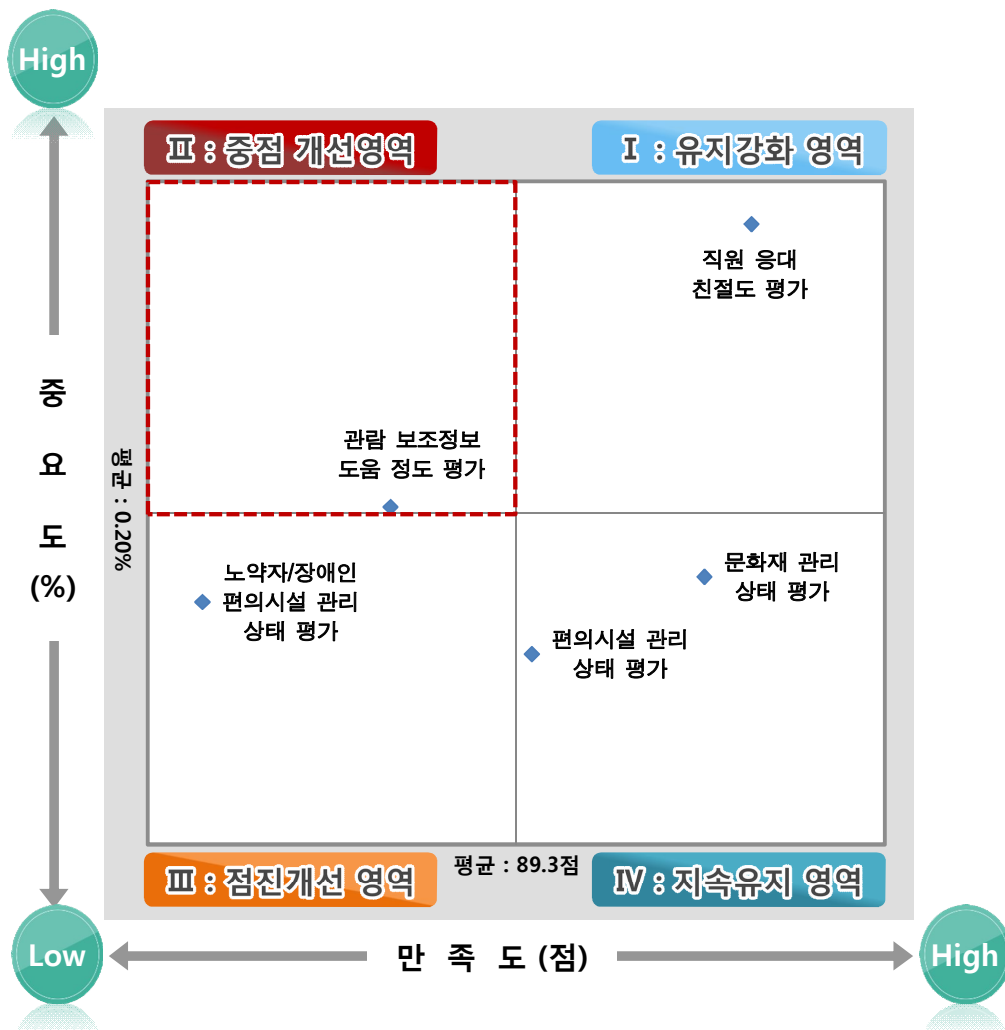 High
Ⅱ : 중점 개선영역
Ⅰ : 유지강화 영역
직원 응대
친절도 평가
중
요
도
(%)
평균 : 0.20%
관람 보조정보
도움 정도 평가
노약자/장애인
편의시설 관리
상태 평가
문화재 관리
상태 평가
편의시설 관리
상태 평가
Ⅲ : 점진개선 영역
평균 : 89.3점
Ⅳ : 지속유지 영역
Low
만 족 도 (점)
High